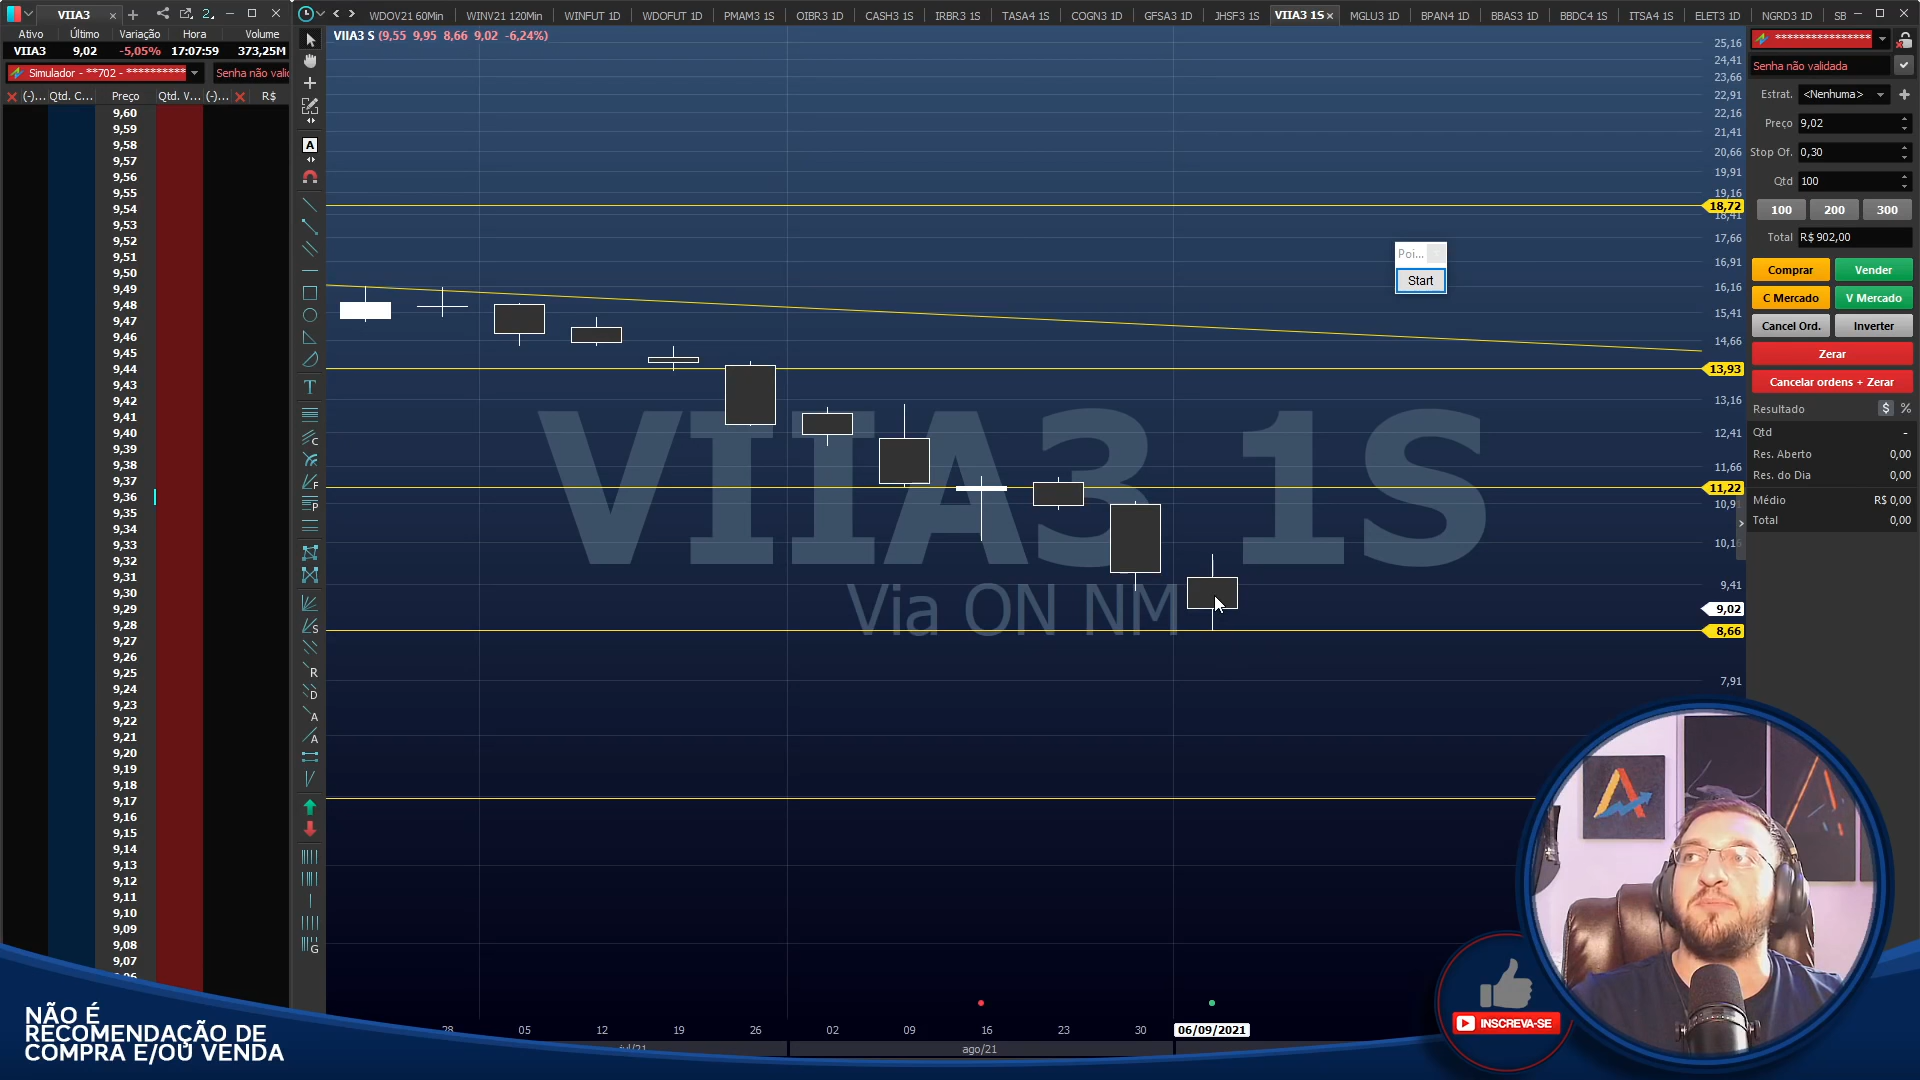 VIIA3
2
WDOV21 60Min
WINV21 120Min
WINFUT 1D
WDOFUT 1D
PMAM3 1S
OIBR3 1D
CASH3 1S
IRBR3 1S
TASA4 1S
COGN3 1D
GFSA3 1D
JHSF3 1S
VIIA3 1S
MGLU3 1D
BPAN4 1D
BBAS3 1D
BBDC4 1S
ITSA4 1S
ELET3 1D
NGRD3 1D
SB
Ativo Último Variação Hora Volume
VIIA3 9,02 -5,05% 17:07:59 373,25M
Simulador - **702 - **********
Senha não valid
(-)... Qtd. C... Preço Qtd. V... (-)... R$
9,60
9,59
9,58
9,57
9,56
9,55
9,54
9,53
9,52
9,51
9,50
9,49
9,48
9,47
9,46
9,45
9,44
9,43
9,42
9,41
9,40
9,39
9,38
9,37
9,36
9,35
9,34
9,33
9,32
9,31
9,30
9,29
9,28
9,27
9,26
9,25
9,24
9,23
9,22
9,21
9,20
9,19
9,18
9,17
9,16
9,15
9,14
9,13
9,12
9,11
9,10
9,09
9,08
9,07
VIIA3 S (9,55 9,95 8,66 9,02 -6,24%)
VIIA3 1S
Via ON NM
Poi...
Start
25,16
24,41
23,66
22,91
22,16
21,41
20,66
19,91
19,16
18,72
18,41
17,66
16,91
16,16
15,41
14,66
13,93
13,16
12,41
11,66
11,22
10,91
10,16
9,41
9,02
8,66
7,91
28 05 12 19 26 02 09 16 23 30 06/09/2021
jul/21 ago/21
*****************
Senha não validada
Estrat. <Nenhuma>
Preço 9,02
Stop Of. 0,30
Qtd 100
100 200 300
Total R$ 902,00
Comprar Vender
C Mercado V Mercado
Cancel Ord. Inverter
Zerar
Cancelar ordens + Zerar
Resultado $ %
Qtd -
Res. Aberto 0,00
Res. do Dia 0,00
Médio R$ 0,00
Total 0,00
NÃO É
RECOMENDAÇÃO DE
COMPRA E/OU VENDA
INSCREVA-SE